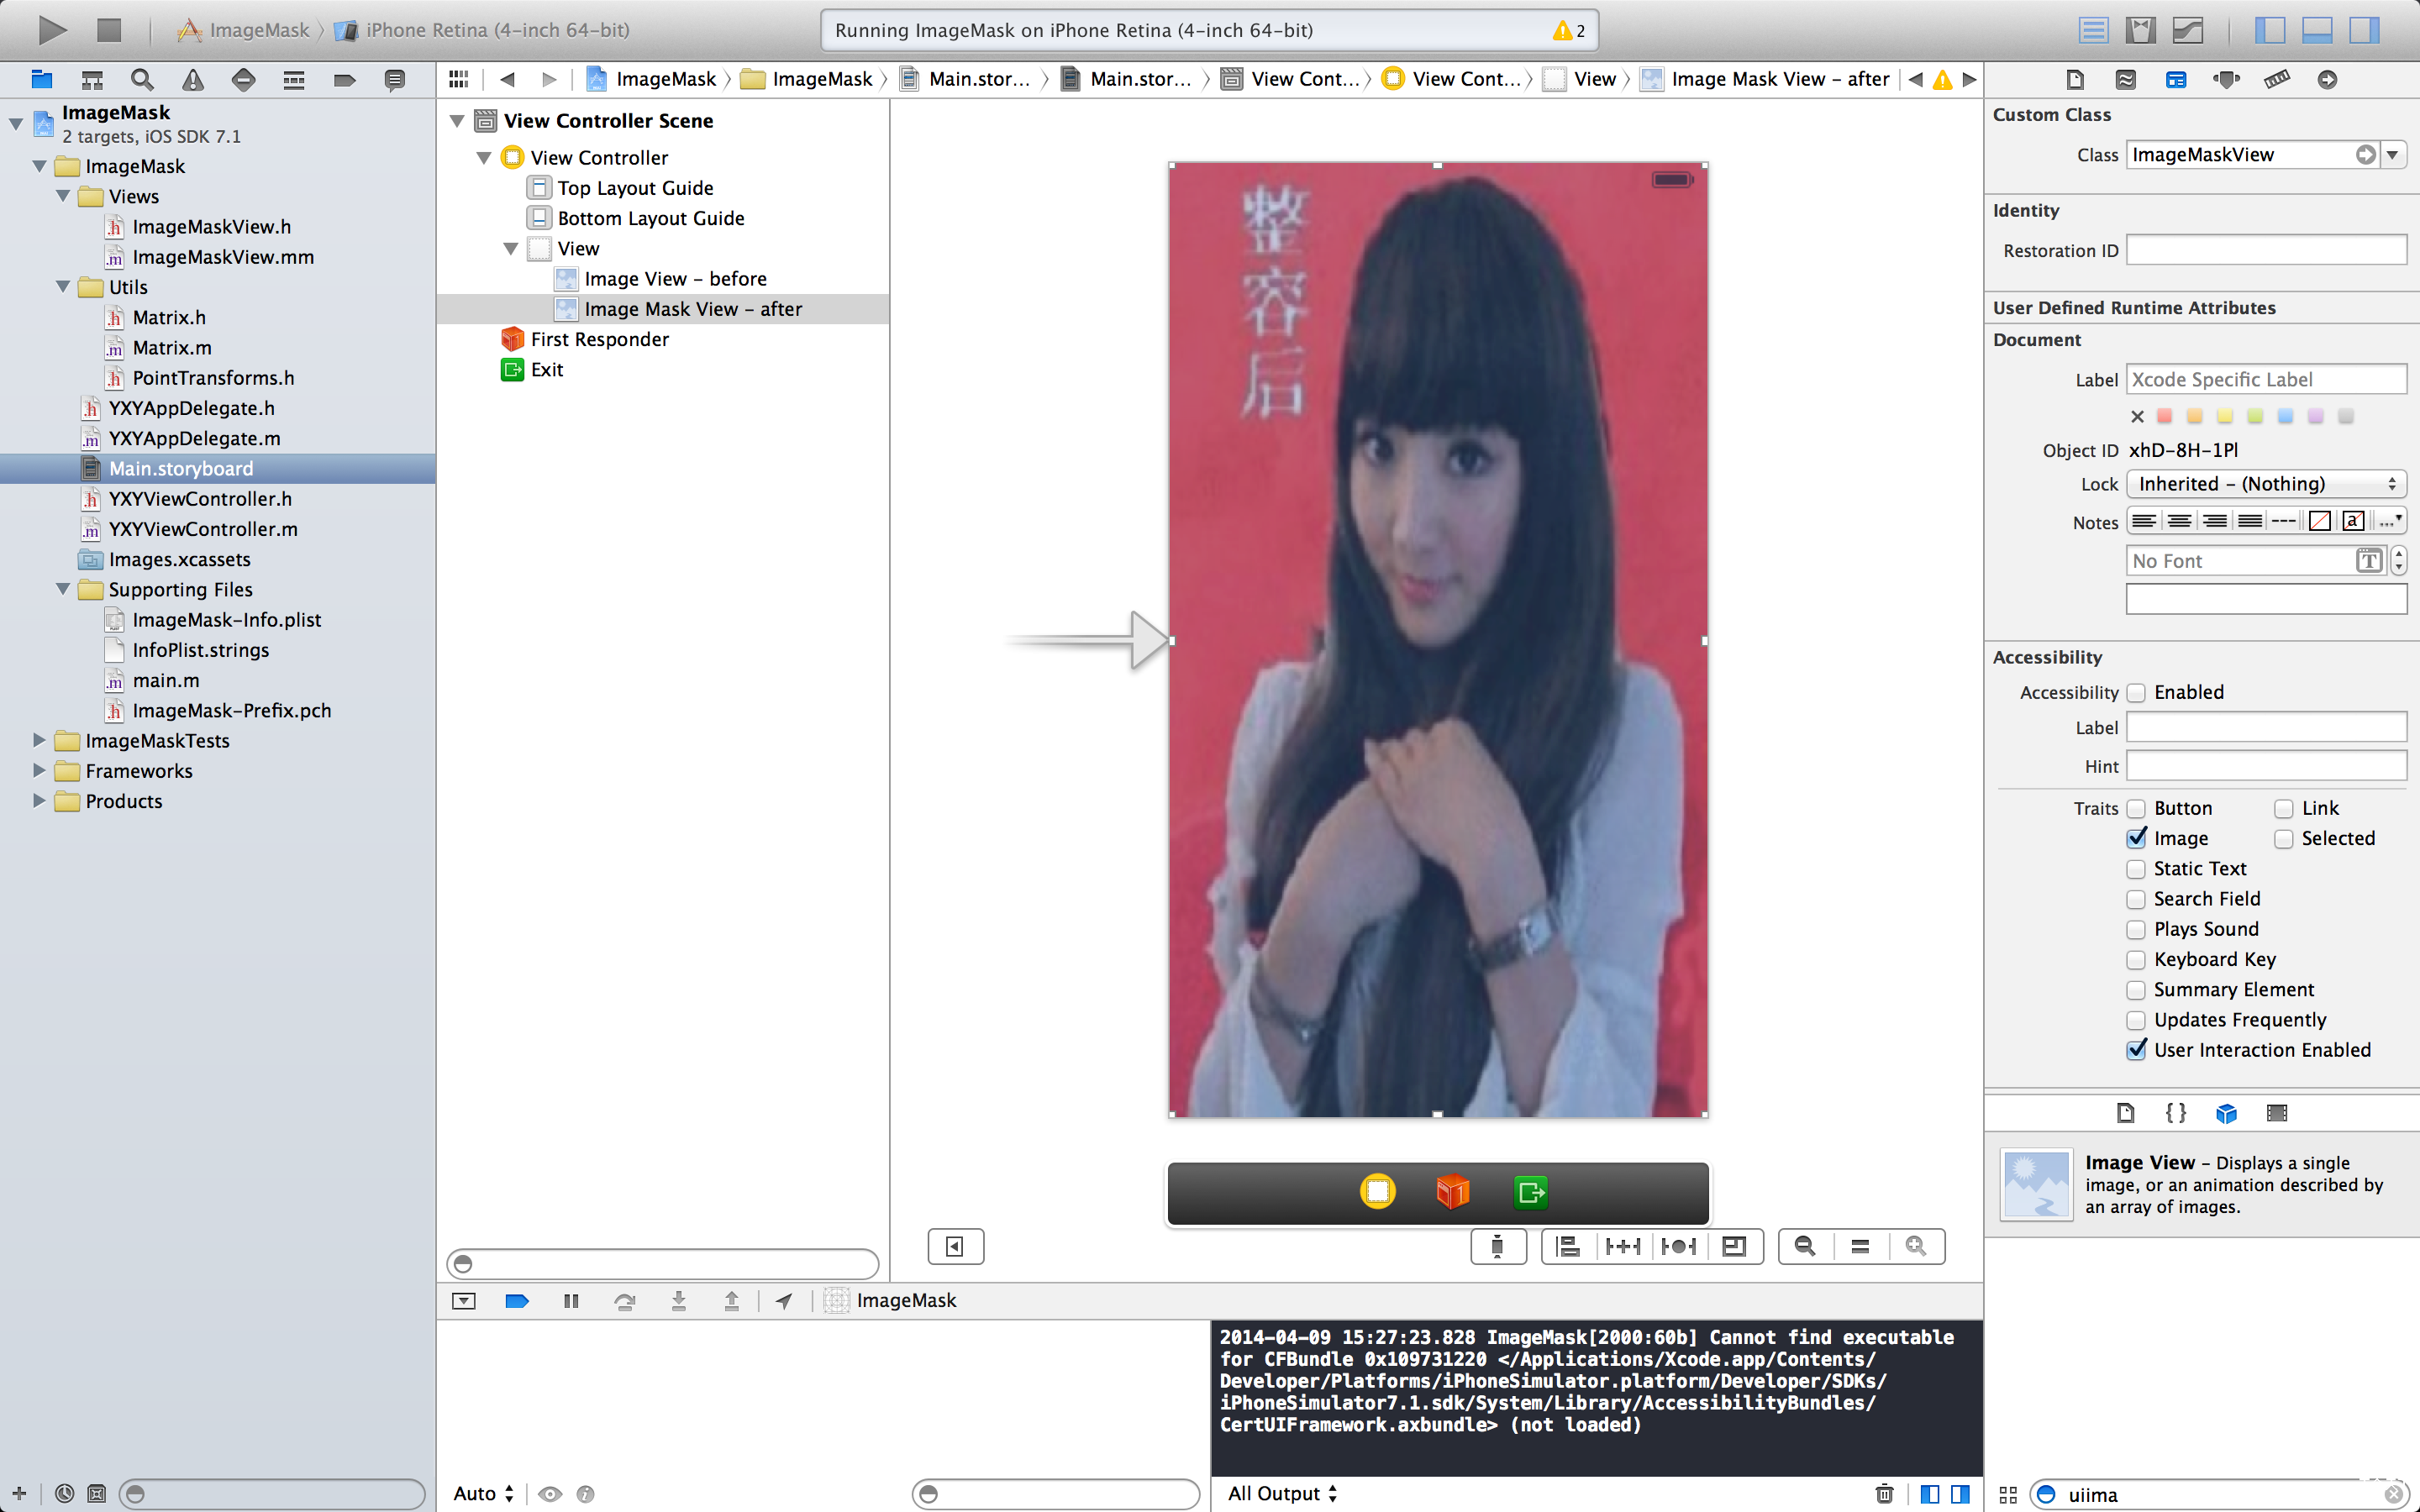 ImageMask
iPhone Retina (4-inch 64-bit)
Running ImageMask on iPhone Retina (4-inch 64-bit)
2
ImageMask
ImageMask
Main.stor...
Main.stor...
View Cont...
View Cont...
View
Image Mask View – after
ImageMask
2 targets, iOS SDK 7.1
ImageMask
Views
ImageMaskView.h
ImageMaskView.mm
Utils
Matrix.h
Matrix.m
PointTransforms.h
YXYAppDelegate.h
YXYAppDelegate.m
Main.storyboard
YXYViewController.h
YXYViewController.m
Images.xcassets
Supporting Files
ImageMask-Info.plist
InfoPlist.strings
main.m
ImageMask-Prefix.pch
ImageMaskTests
Frameworks
Products
View Controller Scene
View Controller
Top Layout Guide
Bottom Layout Guide
View
Image View – before
Image Mask View – after
First Responder
Exit
整
容
后
Custom Class
Class ImageMaskView
Identity
Restoration ID
User Defined Runtime Attributes
Document
Label Xcode Specific Label
Object ID xhD-8H-1Pl
Lock Inherited – (Nothing)
Notes
No Font
Accessibility
Accessibility Enabled
Label
Hint
Traits Button Link
Image Selected
Static Text
Search Field
Plays Sound
Keyboard Key
Summary Element
Updates Frequently
User Interaction Enabled
Image View – Displays a single
image, or an animation described by
an array of images.
ImageMask
2014-04-09 15:27:23.828 ImageMask[2000:60b] Cannot find executable
for CFBundle 0x109731220 </Applications/Xcode.app/Contents/
Developer/Platforms/iPhoneSimulator.platform/Developer/SDKs/
iPhoneSimulator7.1.sdk/System/Library/AccessibilityBundles/
CertUIFramework.axbundle> (not loaded)
Auto
All Output
uiima